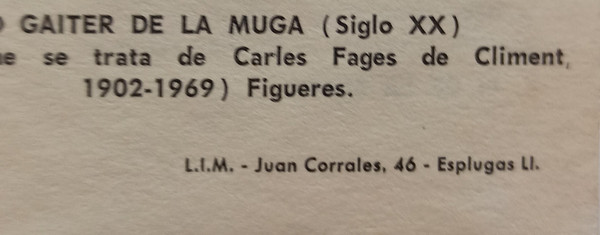 GAITER DE LA MUGA (Siglo XX)
se trata de Carles Fages de Climent,
1902-1969) Figueres.
L.I.M. - Juan Corrales, 46 - Esplugas Ll.